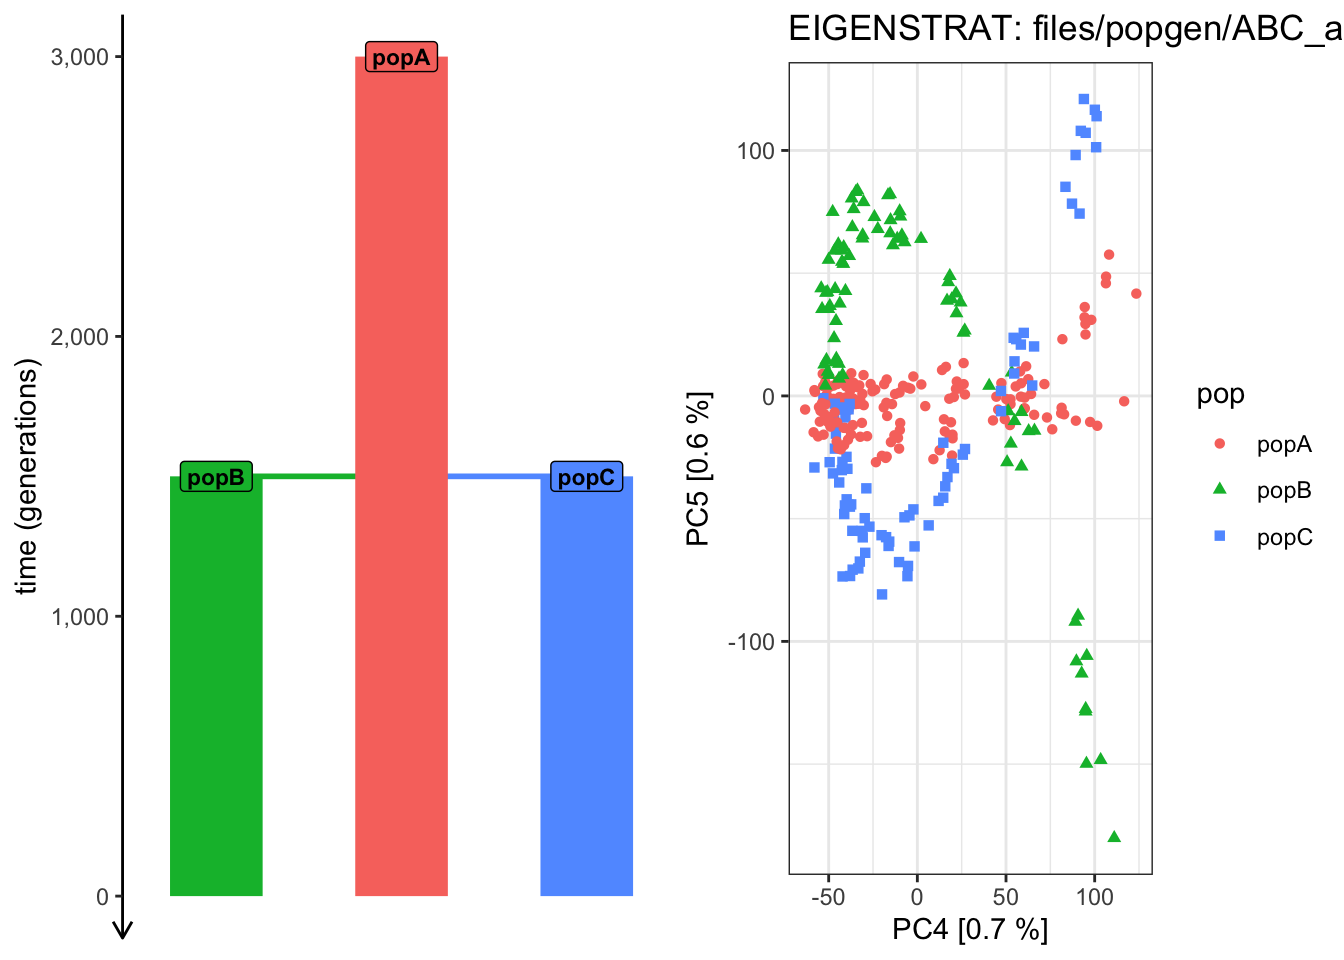 EIGENSTRAT: files/popgen/ABC_a
time (generations)
3,000
2,000
1,000
0
popA
popB
popC
PC5 [0.6 %]
100
0
-100
-50
0
50
100
PC4 [0.7 %]
pop
popA
popB
popC